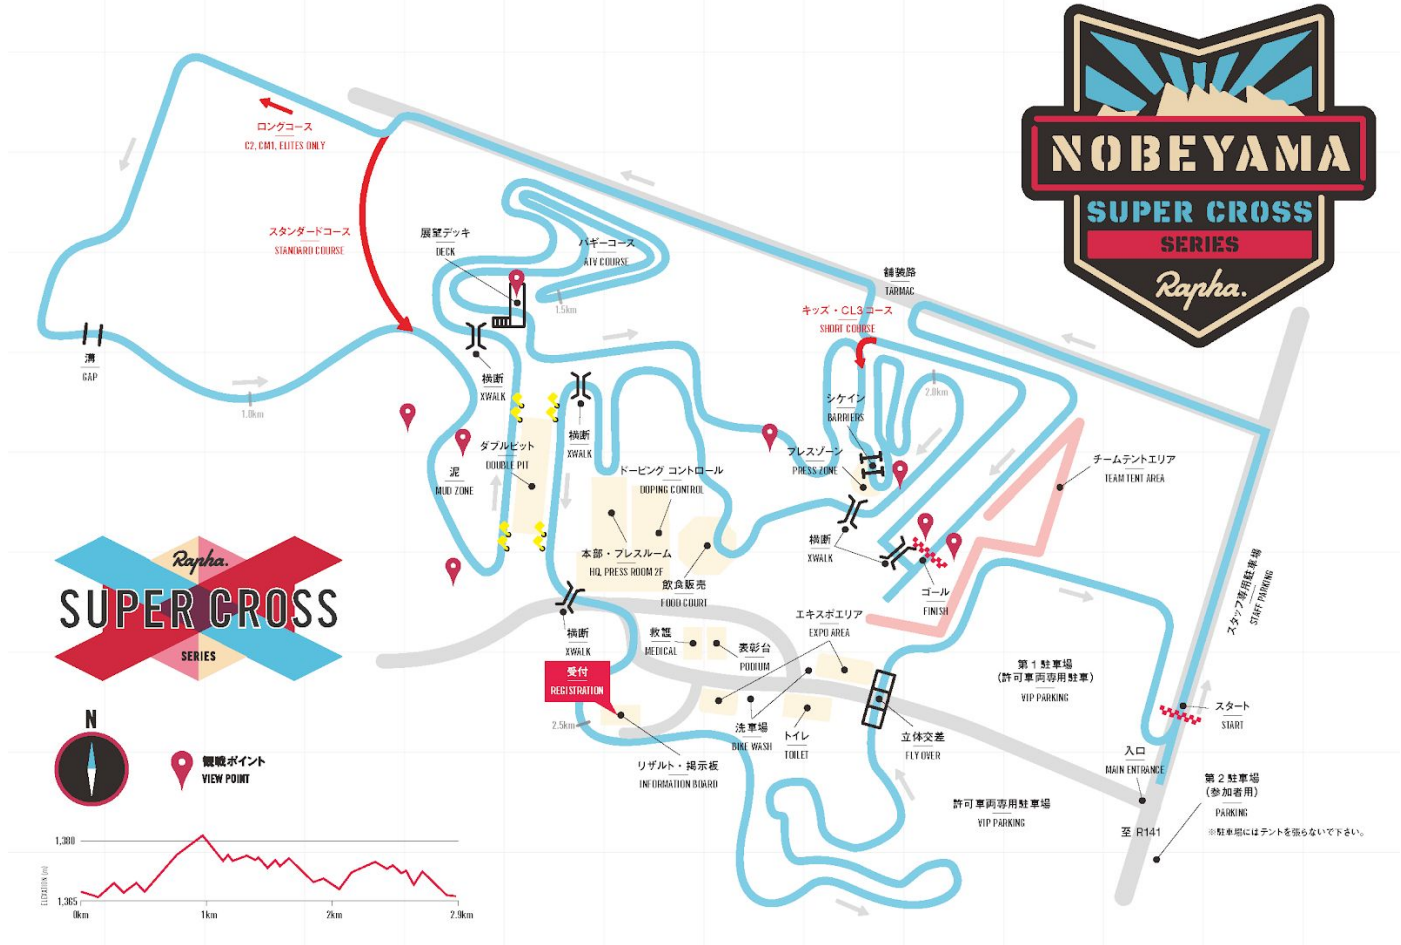 NOBEYAMA
SUPER CROSS
SERIES
Rapha.
ロングコース
C2, CM1, ELITES ONLY
スタンダードコース
STANDARD COURSE
展望デッキ
DECK
バギーコース
ATV COURSE
1.5km
舗装路
TARMAC
キッズ・CL3 コース
SHORT COURSE
溝
GAP
1.0km
横断
XWALK
横断
XWALK
シケイン
BARRIERS
2.0km
ダブルピット
DOUBLE PIT
泥
MUD ZONE
ドーピング コントロール
DOPING CONTROL
プレスゾーン
PRESS ZONE
チームテントエリア
TEAM TENT AREA
本部・プレスルーム
HQ, PRESS ROOM 2F
飲食販売
FOOD COURT
横断
XWALK
ゴール
FINISH
スタッフ専用駐車場
STAFF PARKING
Rapha.
SUPER CROSS
SERIES
横断
XWALK
救護
MEDICAL
表彰台
PODIUM
エキスポエリア
EXPO AREA
受付
REGISTRATION
第1駐車場
(許可車両専用駐車)
VIP PARKING
スタート
START
2.5km
洗車場
BIKE WASH
トイレ
TOILET
立体交差
FLY OVER
入口
MAIN ENTRANCE
リザルト・掲示板
INFORMATION BOARD
許可車両専用駐車場
VIP PARKING
第2駐車場
(参加者用)
PARKING
※駐車場にはテントを張らないで下さい。
至 R141
N
観戦ポイント
VIEW POINT
1,380
ELEVATION (m)
1,365
0km
1km
2km
2.9km